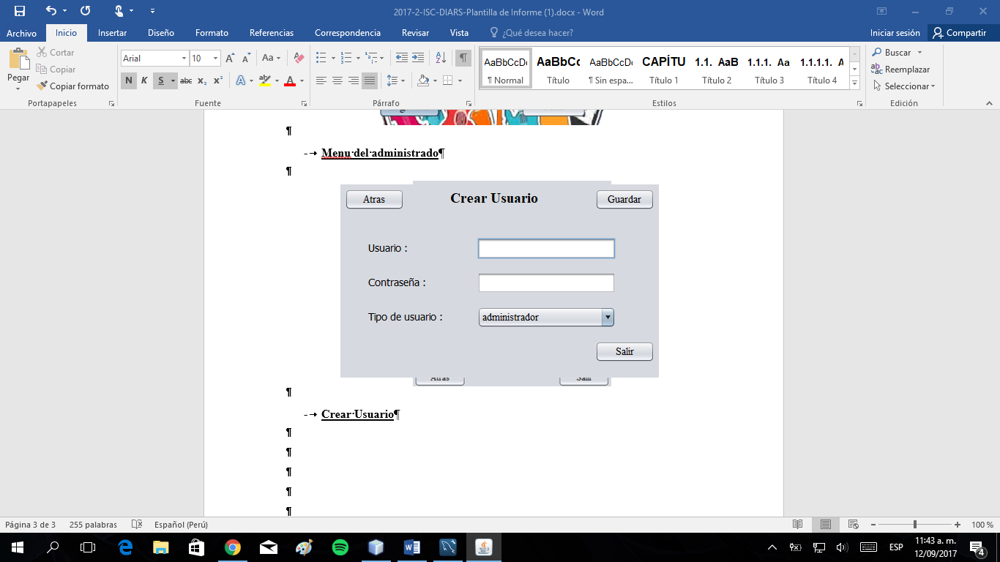 2017-2-ISC-DIARS-Plantilla de Informe (1).docx - Word
Archivo Inicio Insertar Diseño Formato Referencias Correspondencia Revisar Vista ¿Qué desea hacer? Iniciar sesión Compartir
Pegar
Cortar
Copiar
Copiar formato
Portapapeles
Arial 10 Aa
N K S abc x₂ x² A ab A
Fuente
Párrafo
AaBbCcDc AaBbCc AaBbCcDc CAPÍTU 1.1. AaB 1.1.1. Aa 1.1.1.1. A
¶ Normal Título ¶ Sin espa... Título 1 Título 2 Título 3 Título 4
Estilos
Buscar
Reemplazar
Seleccionar
Edición
¶
Menu·del·administrado¶
¶
Atras Crear Usuario Guardar
Usuario :
Contraseña :
Tipo de usuario : administrador
Salir
Atras Salir
¶
Crear·Usuario¶
¶
¶
¶
¶
¶
Página 3 de 3 255 palabras Español (Perú) 100 %
ESP 11:43 a. m.
12/09/2017
4